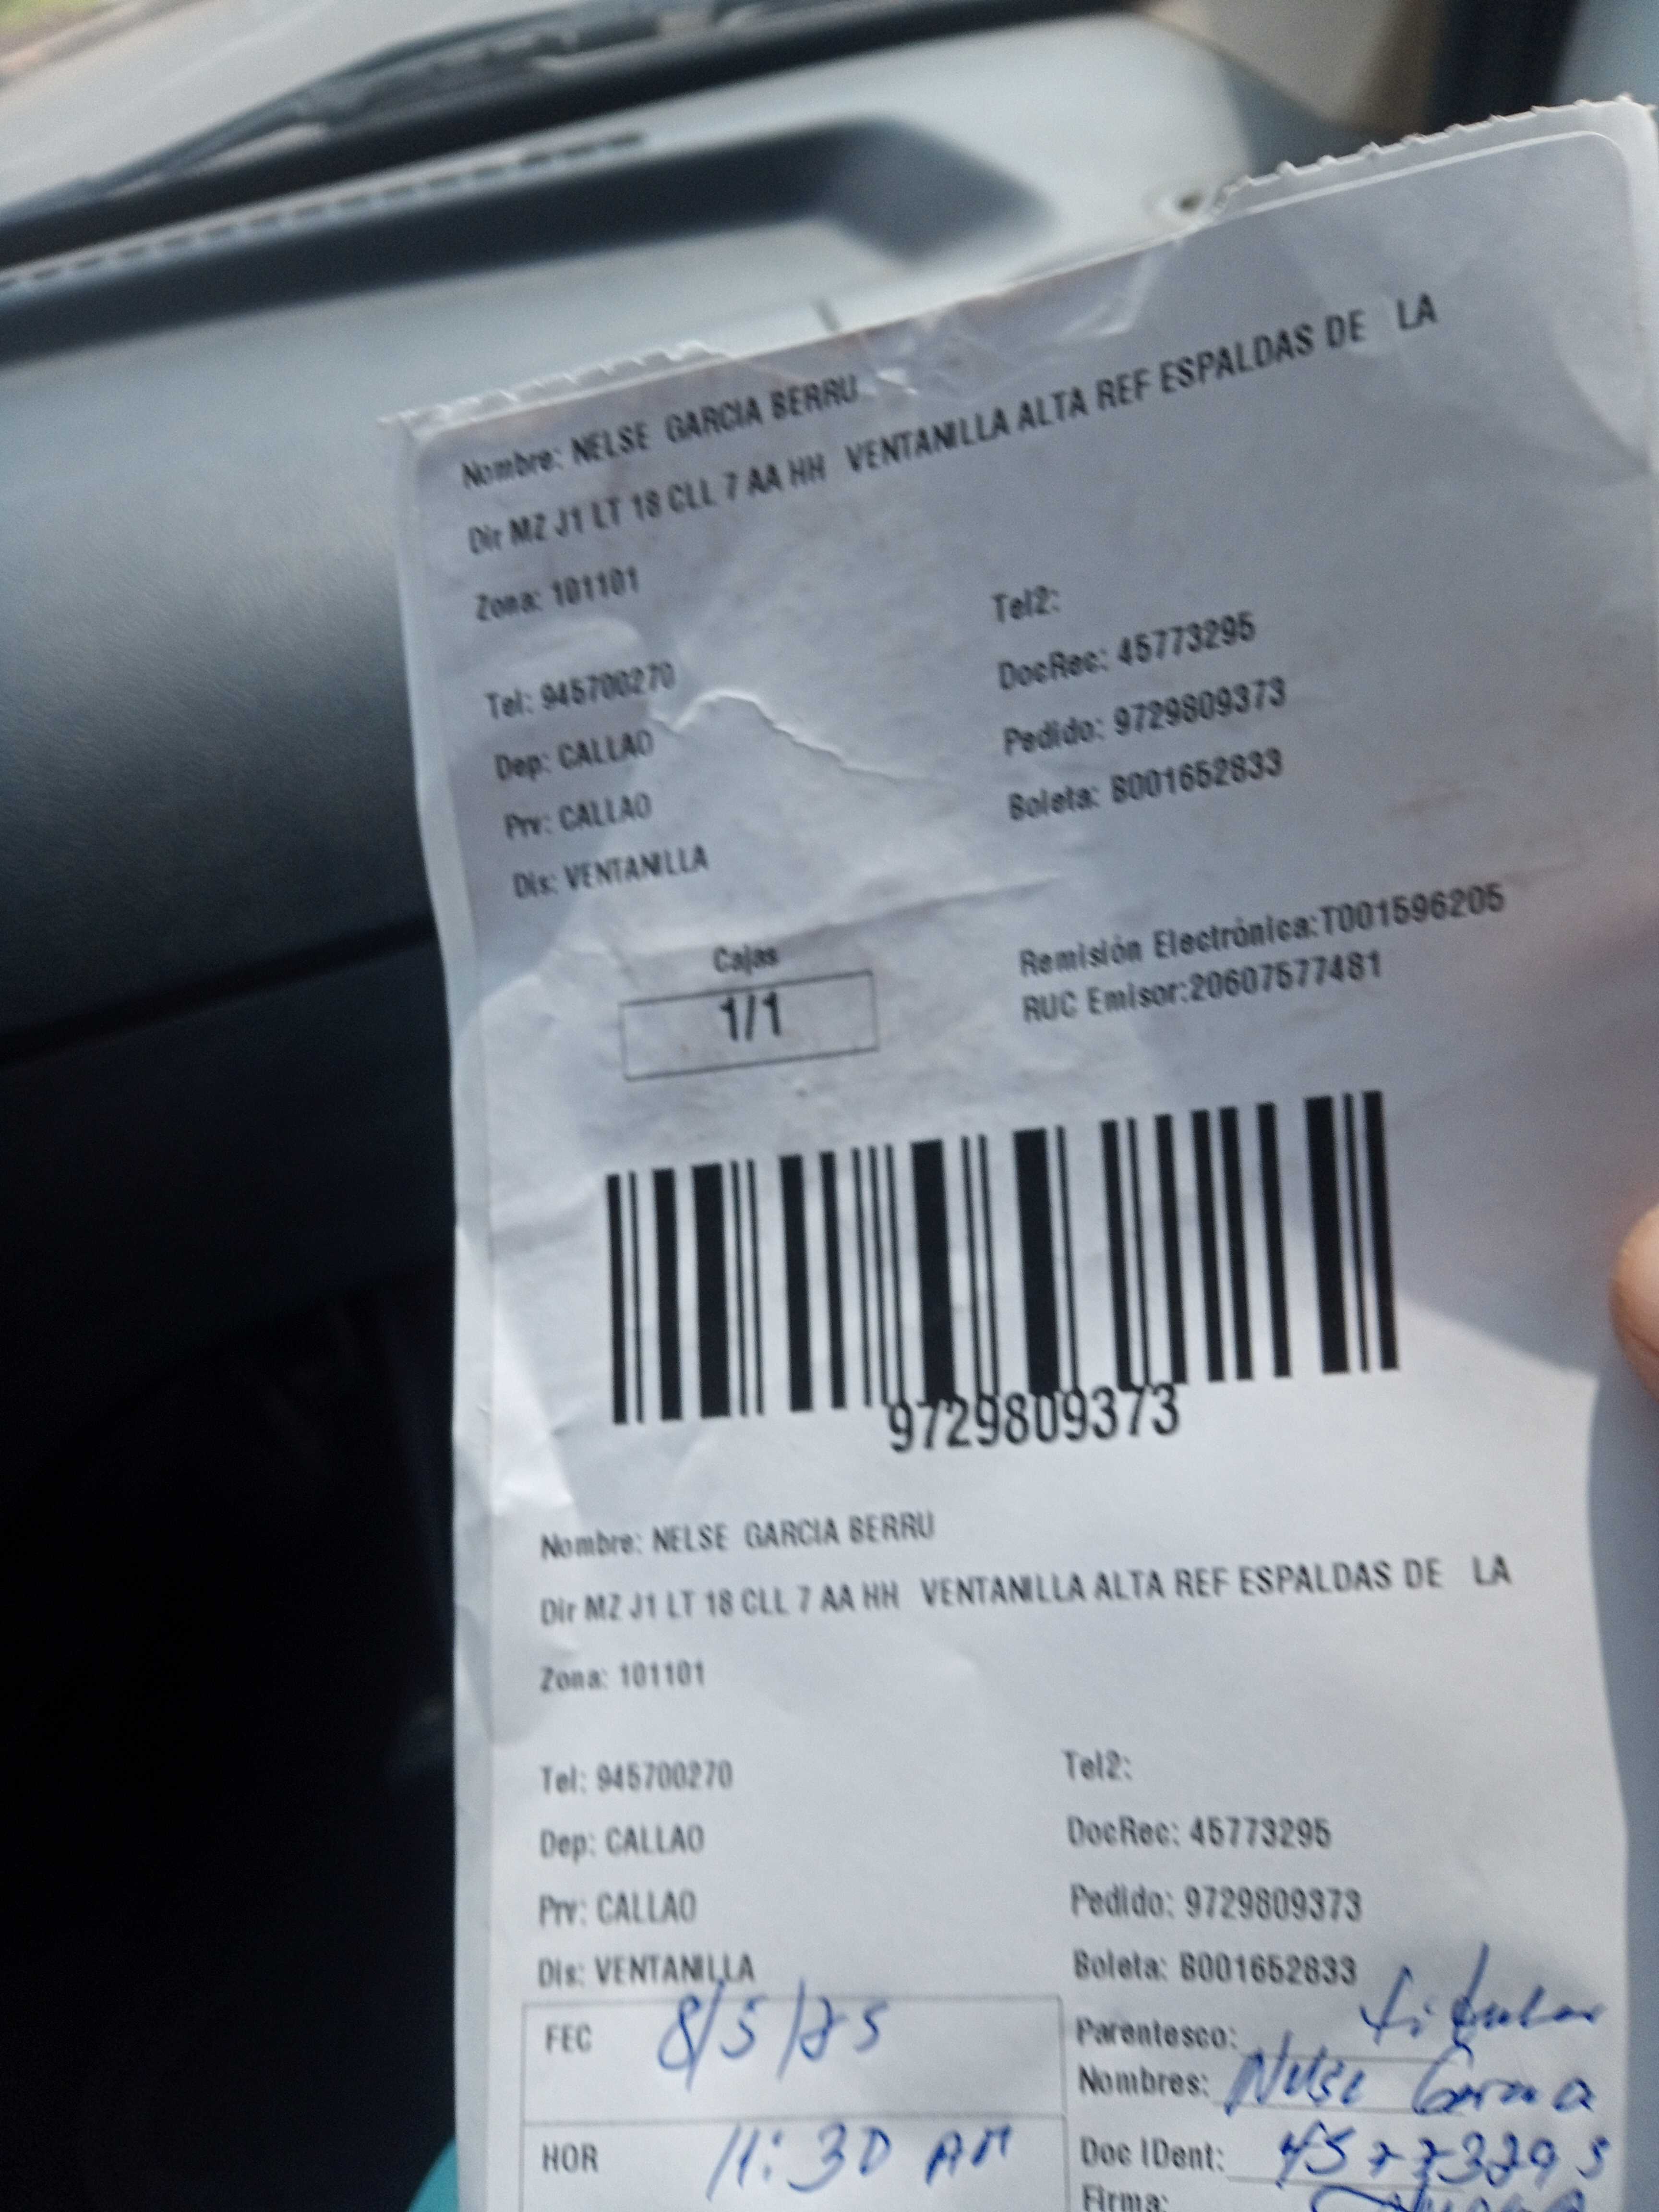 Nombre: NELSE GARCIA BERRU
Dir MZ J1 LT 18 CLL 7 AA HH VENTANILLA ALTA REF ESPALDAS DE LA
Zona: 101101
Tel: 945700270 Tel2:
Dep: CALLAO DocRec: 45773295
Prv: CALLAO Pedido: 9729809373
Dis: VENTANILLA Boleta: B001652833
Cajas
1/1
Remisión Electrónica:T001596205
RUC Emisor:20607577481
9729809373
Nombre: NELSE GARCIA BERRU
Dir MZ J1 LT 18 CLL 7 AA HH VENTANILLA ALTA REF ESPALDAS DE LA
Zona: 101101
Tel: 945700270 Tel2:
Dep: CALLAO DocRec: 45773295
Prv: CALLAO Pedido: 9729809373
Dis: VENTANILLA Boleta: B001652833
FEC 8/5/25 Parentesco: titular
Nombres: Nelse
HOR 11:30 AM Doc IDent:
Firma: